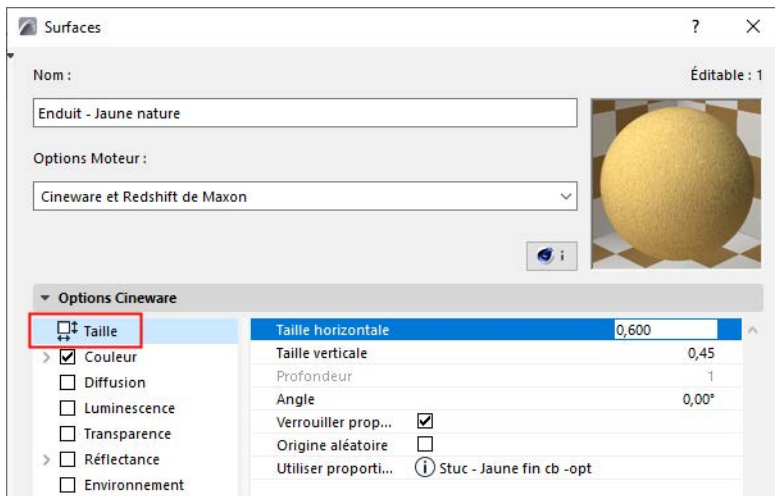 Surfaces
Nom :
Éditable : 1
Enduit - Jaune nature
Options Moteur :
Cineware et Redshift de Maxon
i
Options Cineware
Taille
Couleur
Diffusion
Luminescence
Transparence
Réflectance
Environnement
Taille horizontale 0,600
Taille verticale 0,45
Profondeur 1
Angle 0,00°
Verrouiller prop...
Origine aléatoire
Utiliser proporti... i Stuc - Jaune fin cb -opt